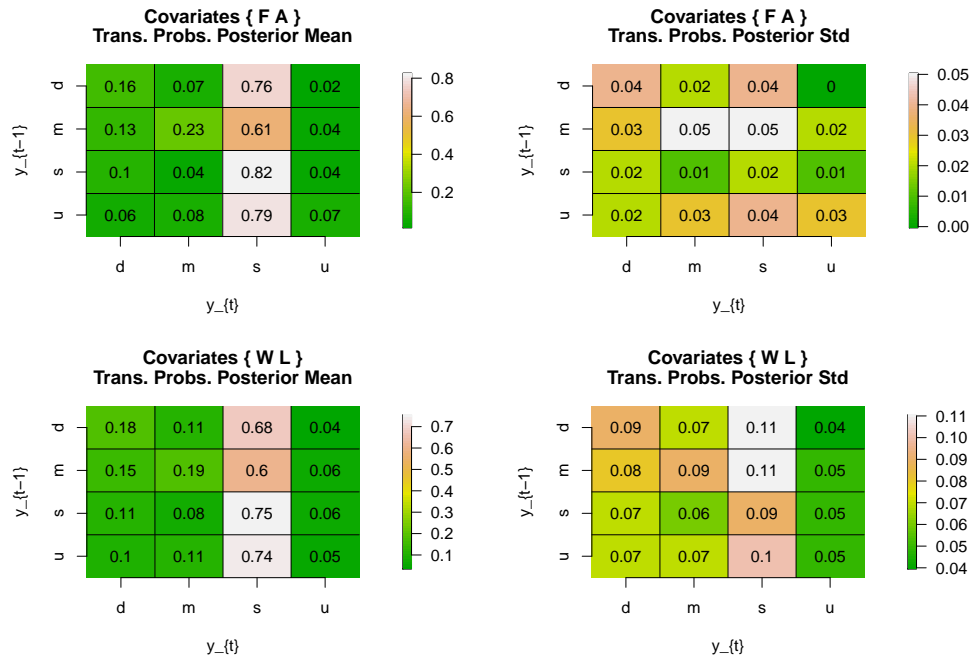 Covariates { F A }
Trans. Probs. Posterior Mean
y_{t−1}
d 0.16 0.07 0.76 0.02
m 0.13 0.23 0.61 0.04
s 0.1 0.04 0.82 0.04
u 0.06 0.08 0.79 0.07
d m s u
y_{t}
0.8
0.6
0.4
0.2
Covariates { F A }
Trans. Probs. Posterior Std
y_{t−1}
d 0.04 0.02 0.04 0
m 0.03 0.05 0.05 0.02
s 0.02 0.01 0.02 0.01
u 0.02 0.03 0.04 0.03
d m s u
y_{t}
0.05
0.04
0.03
0.02
0.01
0.00
Covariates { W L }
Trans. Probs. Posterior Mean
y_{t−1}
d 0.18 0.11 0.68 0.04
m 0.15 0.19 0.6 0.06
s 0.11 0.08 0.75 0.06
u 0.1 0.11 0.74 0.05
d m s u
y_{t}
0.7
0.6
0.5
0.4
0.3
0.2
0.1
Covariates { W L }
Trans. Probs. Posterior Std
y_{t−1}
d 0.09 0.07 0.11 0.04
m 0.08 0.09 0.11 0.05
s 0.07 0.06 0.09 0.05
u 0.07 0.07 0.1 0.05
d m s u
y_{t}
0.11
0.10
0.09
0.08
0.07
0.06
0.05
0.04